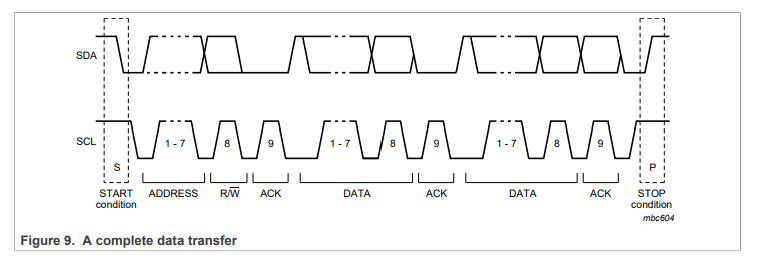 SDA
SCL
1 - 7 8 9 1 - 7 8 9 1 - 7 8 9
S P
START condition ADDRESS R/W̅ ACK DATA ACK DATA ACK STOP condition
mbc604
Figure 9. A complete data transfer